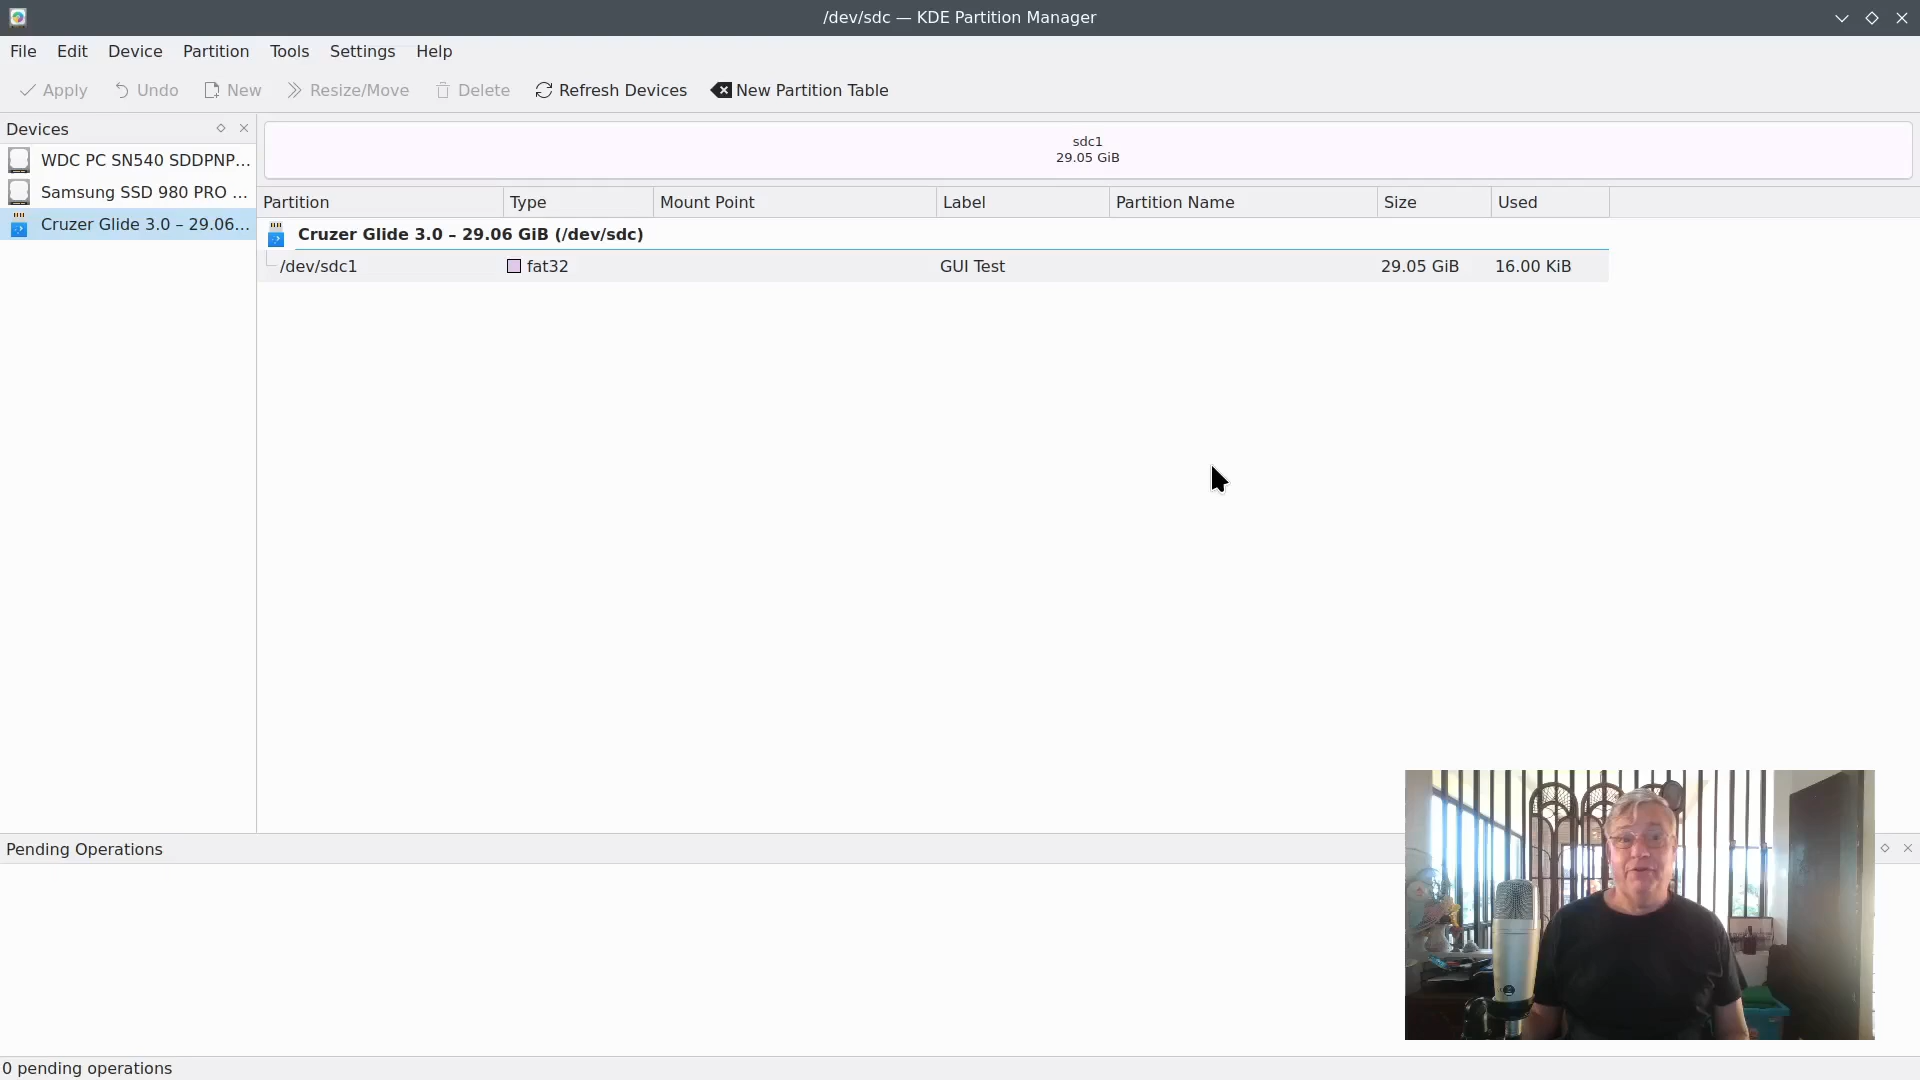 /dev/sdc — KDE Partition Manager
File Edit Device Partition Tools Settings Help
Apply Undo New Resize/Move Delete Refresh Devices New Partition Table
Devices
WDC PC SN540 SDDPNP...
Samsung SSD 980 PRO ...
Cruzer Glide 3.0 – 29.06...
sdc1
29.05 GiB
Partition Type Mount Point Label Partition Name Size Used
Cruzer Glide 3.0 – 29.06 GiB (/dev/sdc)
/dev/sdc1 fat32 GUI Test 29.05 GiB 16.00 KiB
Pending Operations
0 pending operations